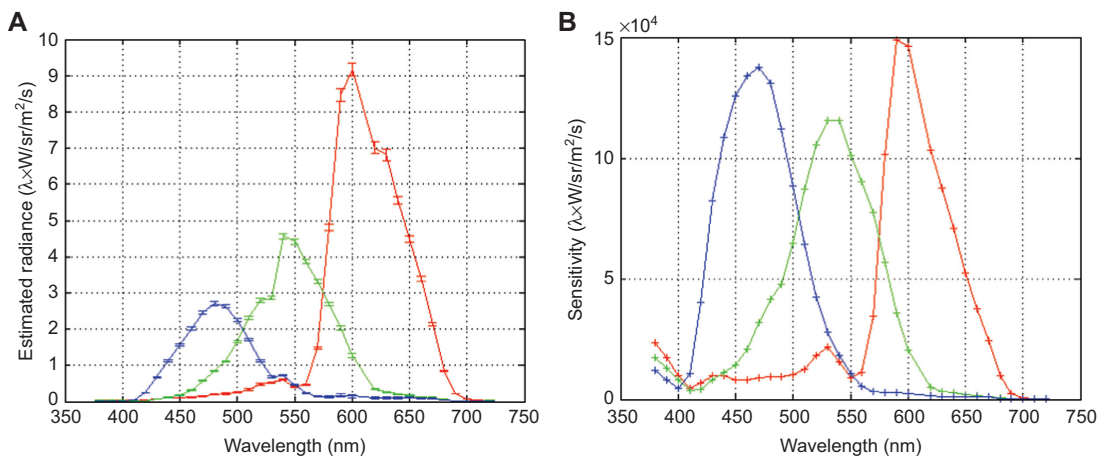 A
Estimated radiance (λ×W/sr/m²/s)
10
9
8
7
6
5
4
3
2
1
0
350 400 450 500 550 600 650 700 750
Wavelength (nm)
B
×10⁴
Sensitivity (λ×W/sr/m²/s)
15
10
5
0
350 400 450 500 550 600 650 700 750
Wavelength (nm)